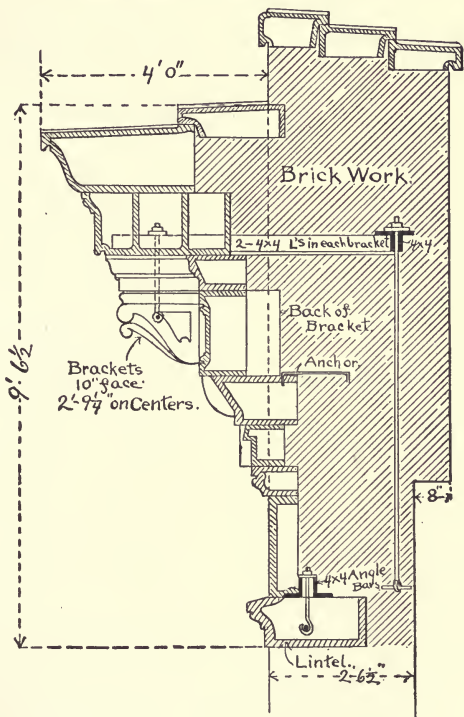 4' 0"
Brick Work.
2-4x4 L's in each bracket
4x4
Back of
Bracket.
Anchor.
Brackets
10" face.
2'-9¼" on Centers.
9' 6½
8"
4x4 Angle
Bars
Lintel.
2-6½"